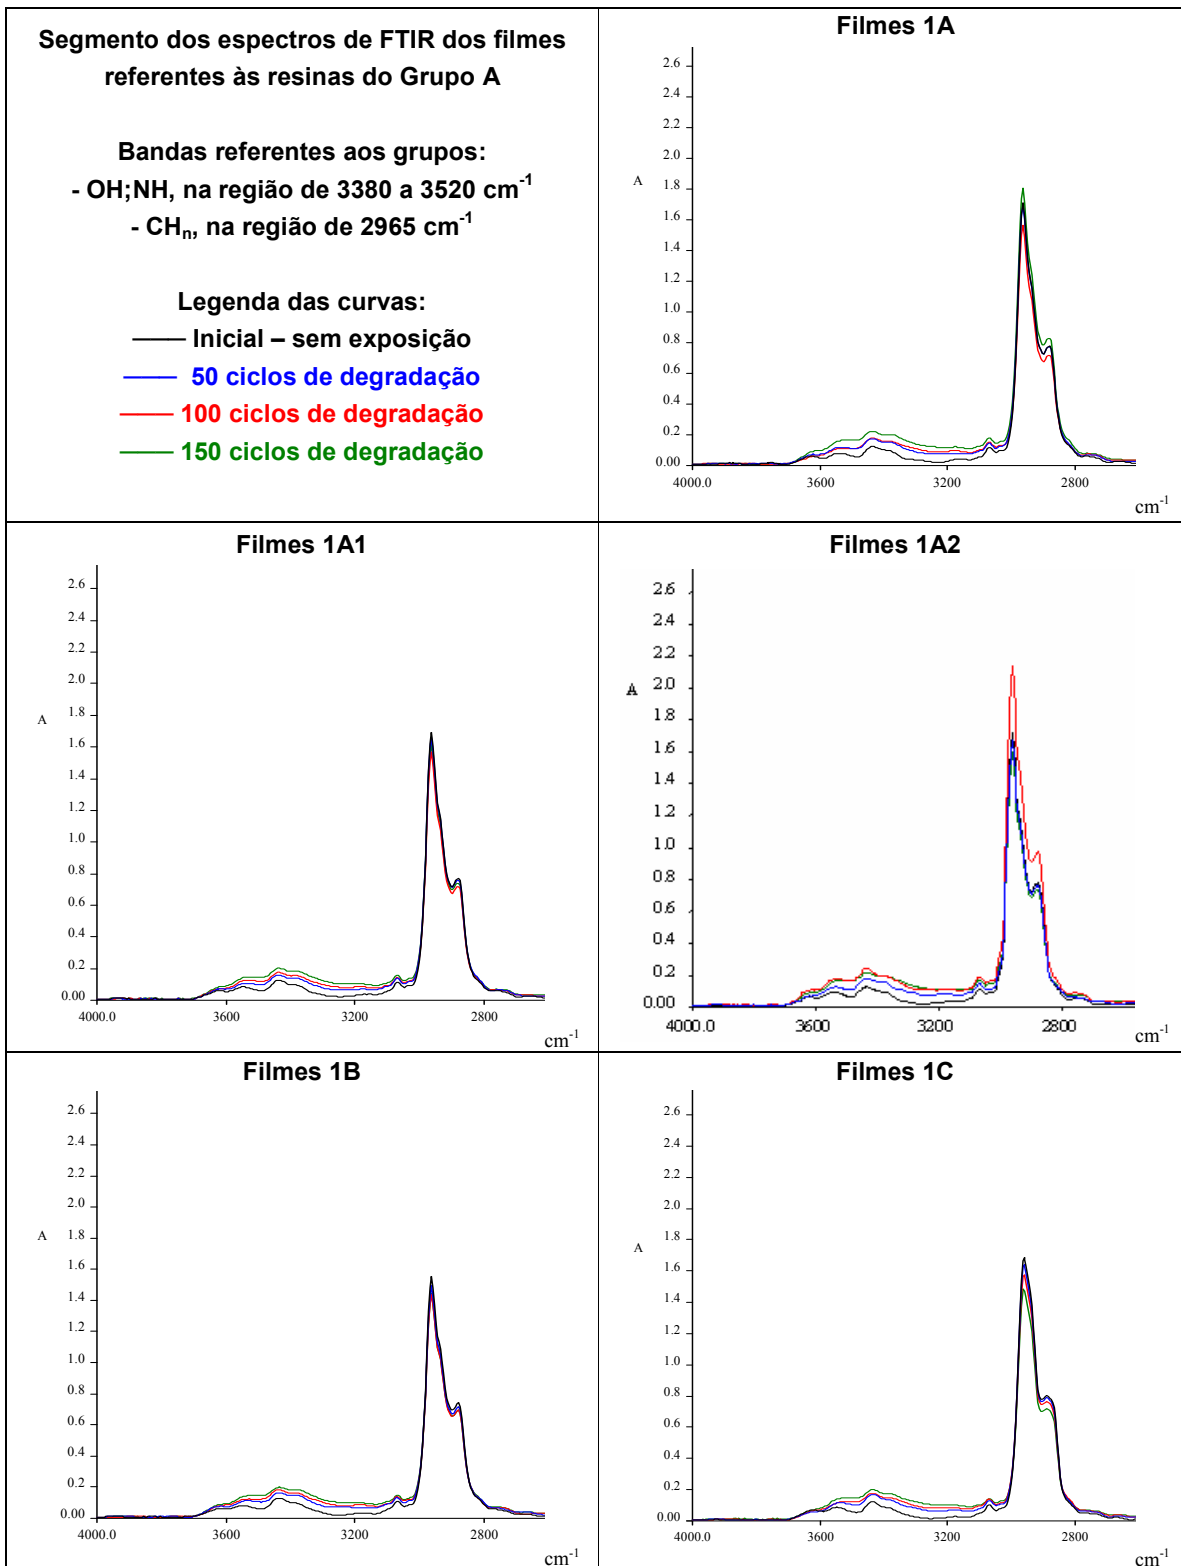 Segmento dos espectros de FTIR dos filmes
referentes às resinas do Grupo A
Bandas referentes aos grupos:
- OH;NH, na região de 3380 a 3520 cm⁻¹
- CHₙ, na região de 2965 cm⁻¹
Legenda das curvas:
Inicial – sem exposição
50 ciclos de degradação
100 ciclos de degradação
150 ciclos de degradação
Filmes 1A
2.6
2.4
2.2
2.0
A
1.8
1.6
1.4
1.2
1.0
0.8
0.6
0.4
0.2
0.00
4000.0 3600 3200 2800
cm⁻¹
Filmes 1A1
2.6
2.4
2.2
2.0
1.8
A
1.6
1.4
1.2
1.0
0.8
0.6
0.4
0.2
0.00
4000.0 3600 3200 2800
cm⁻¹
Filmes 1A2
2.6
2.4
2.2
A
2.0
1.8
1.6
1.4
1.2
1.0
0.8
0.6
0.4
0.2
0.00
4000.0 3600 3200 2800
cm⁻¹
Filmes 1B
2.6
2.4
2.2
2.0
A
1.8
1.6
1.4
1.2
1.0
0.8
0.6
0.4
0.2
0.00
4000.0 3600 3200 2800
cm⁻¹
Filmes 1C
2.6
2.4
2.2
2.0
1.8
A
1.6
1.4
1.2
1.0
0.8
0.6
0.4
0.2
0.00
4000.0 3600 3200 2800
cm⁻¹